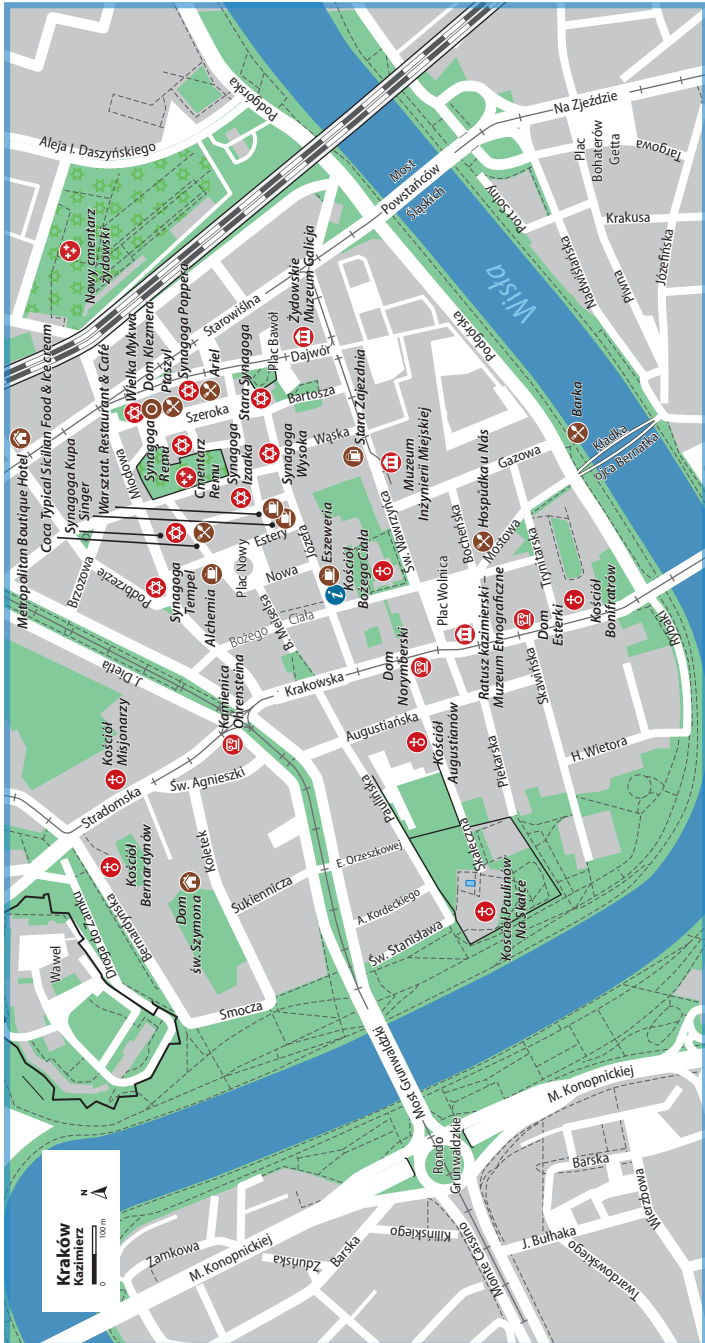 Kraków
Kazimierz
0
100 m
N
Wawel
Droga do Zamku
Bernardyńska
Smocza
Kościół
Bernardynów
Dom
św. Szymona
Koletek
Sukiennicza
Stradomska
Św. Agnieszki
Kościół
Misjonarzy
J. Dietla
Kamienica
Ohrensteina
Krakowska
Augustiańska
Paulińska
E. Orzeszkowej
A. Kordeckiego
Św. Stanisława
Skałeczna
Kościół Paulinów
Na Skałce
Kościół
Augustianów
Piekarska
Skawińska
H. Wietora
Rybaki
Most Grunwaldzki
Rondo
Grunwaldzkie
M. Konopnickiej
M. Konopnickiej
Monte Cassino
Zamkowa
Zduńska
Barska
Kilińskiego
J. Bułhaka
Twardowskiego
Barska
Wierzbowa
Metropolitan Boutique Hotel
Coca Typical Sicilian Food & Icecream
Synagoga Kupa
Singer
Warsztat. Restaurant & Café
Brzozowa
Podbrzezie
Miodowa
Synagoga
Tempel
Alchemia
Plac Nowy
Estery
Nowa
B. Meiselsa
Bożego
Ciała
Józefa
Eszeweria
Kościół
Bożego Ciała
Wielka Mykwa
Dom Klezmera
Ptaszyl
Synagoga Poppera
Ariel
Szeroka
Synagoga
Remu
Cmentarz
Remu
Synagoga
Izaaka
Synagoga
Wysoka
Stara Synagoga
Plac Bawół
Bartosza
Wąska
Dajwór
Żydowskie
Muzeum Galicja
Stara Zajezdnia
Św. Wawrzyńca
Muzeum
Inżynierii Miejskiej
Plac Wolnica
Bocheńska
Hospůdka u Nás
Mostowa
Gazowa
Trynitarska
Dom
Norymberski
Ratusz Kazimierski –
Muzeum Etnograficzne
Dom
Esterki
Kościół
Bonifratrów
Starowiślna
Aleja I. Daszyńskiego
Nowy cmentarz
żydowski
Podgórska
Podgórska
Most
Powstańców
Śląskich
Wisła
Barka
Kładka
ojca Bernatka
Na Zjeździe
Plac
Bohaterów
Getta
Targowa
Port Solny
Nadwiślańska
Piwna
Krakusa
Józefińska